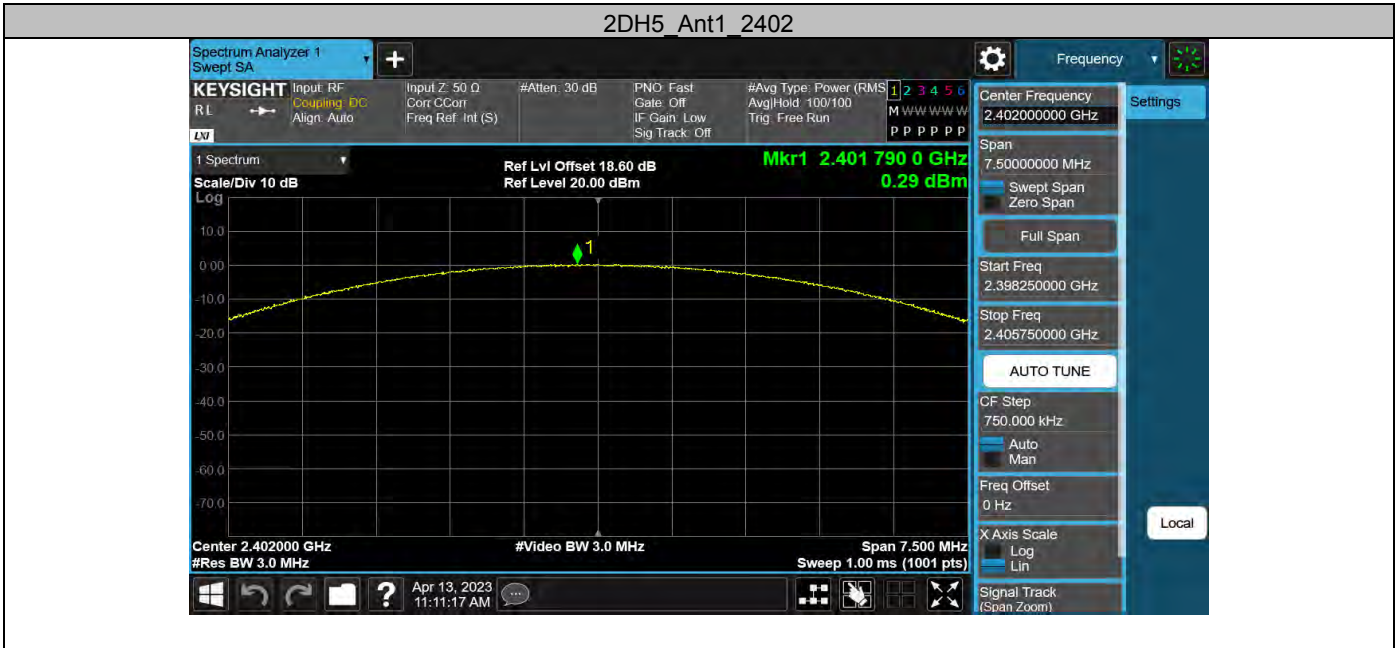 2DH5_Ant1_2402
Spectrum Analyzer 1
Swept SA
Frequency
KEYSIGHT
RL
LXI
Input: RF
Coupling: DC
Align: Auto
Input Z: 50 Ω
Corr CCorr
Freq Ref: Int (S)
#Atten: 30 dB
PNO: Fast
Gate: Off
IF Gain: Low
Sig Track: Off
#Avg Type: Power (RMS
Avg|Hold: 100/100
Trig: Free Run
1 2 3 4 5 6
M W W W W W
P P P P P P
1 Spectrum
Scale/Div 10 dB
Ref Lvl Offset 18.60 dB
Ref Level 20.00 dBm
Mkr1 2.401 790 0 GHz
0.29 dBm
Log
10.0
0.00
-10.0
-20.0
-30.0
-40.0
-50.0
-60.0
-70.0
1
Center 2.402000 GHz
#Res BW 3.0 MHz
#Video BW 3.0 MHz
Span 7.500 MHz
Sweep 1.00 ms (1001 pts)
Center Frequency
2.402000000 GHz
Settings
Span
7.50000000 MHz
Swept Span
Zero Span
Full Span
Start Freq
2.398250000 GHz
Stop Freq
2.405750000 GHz
AUTO TUNE
CF Step
750.000 kHz
Auto
Man
Freq Offset
0 Hz
X Axis Scale
Log
Lin
Local
Signal Track
(Span Zoom)
?
Apr 13, 2023
11:11:17 AM